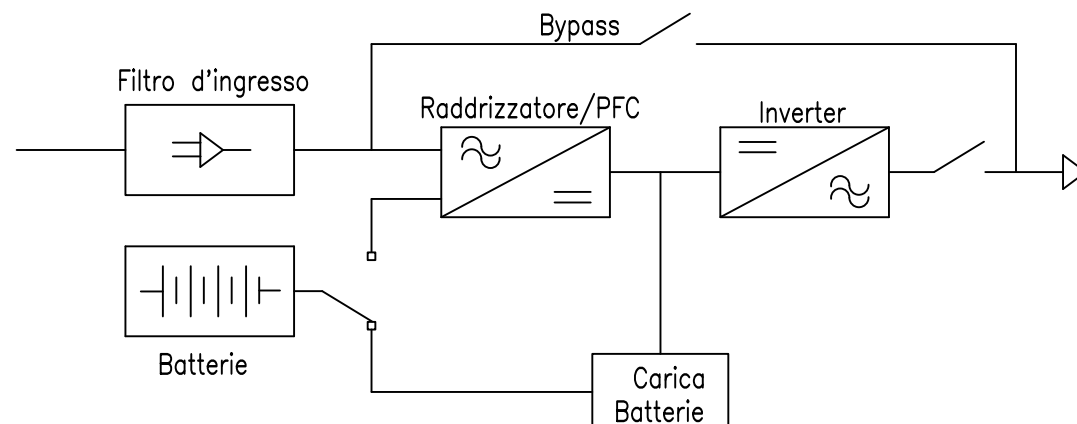 Bypass
Filtro d'ingresso
Raddrizzatore/PFC
Inverter
Batterie
Carica
Batterie